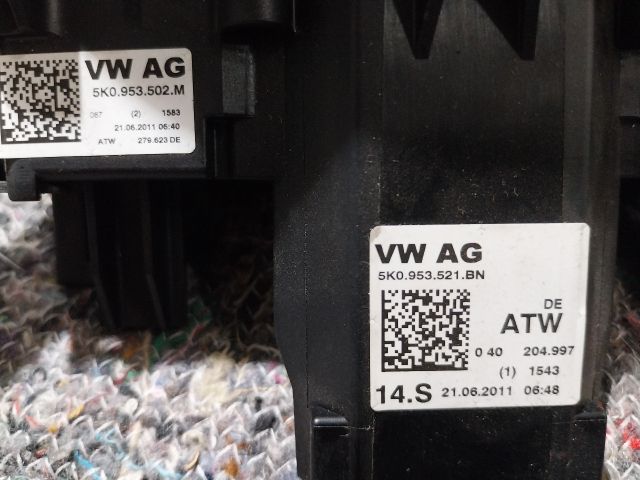 VW AG
5K0.953.502.M
087 (2) 1583
21.06.2011 06:40
ATW 279.623 DE
VW AG
5K0.953.521.BN
DE
ATW
0 40 204.997
(1) 1543
14.S 21.06.2011 06:48